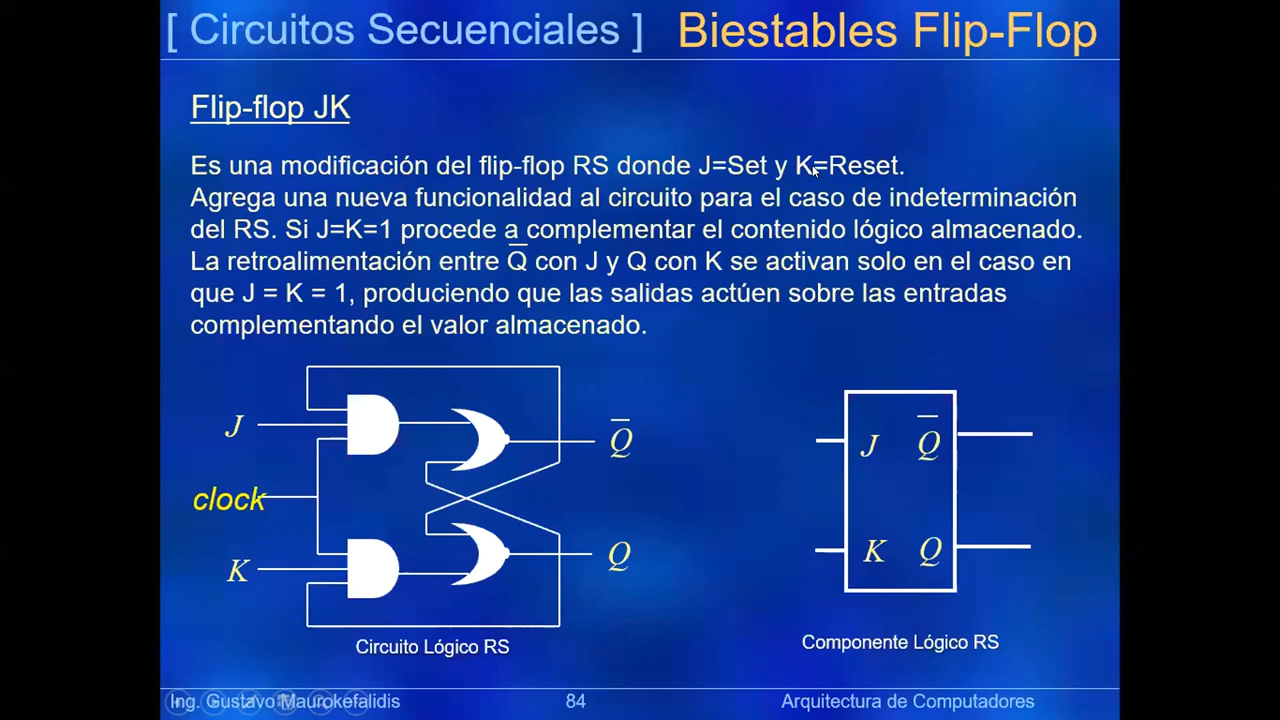 [ Circuitos Secuenciales ] Biestables Flip-Flop
Flip-flop JK
Es una modificación del flip-flop RS donde J=Set y K=Reset.
Agrega una nueva funcionalidad al circuito para el caso de indeterminación
del RS. Si J=K=1 procede a complementar el contenido lógico almacenado.
La retroalimentación entre Q̅ con J y Q con K se activan solo en el caso en
que J = K = 1, produciendo que las salidas actúen sobre las entradas
complementando el valor almacenado.
J
Q̅
clock
K
Q
Circuito Lógico RS
J Q̅
K Q
Componente Lógico RS
Ing. Gustavo Maurokefalidis 84 Arquitectura de Computadores